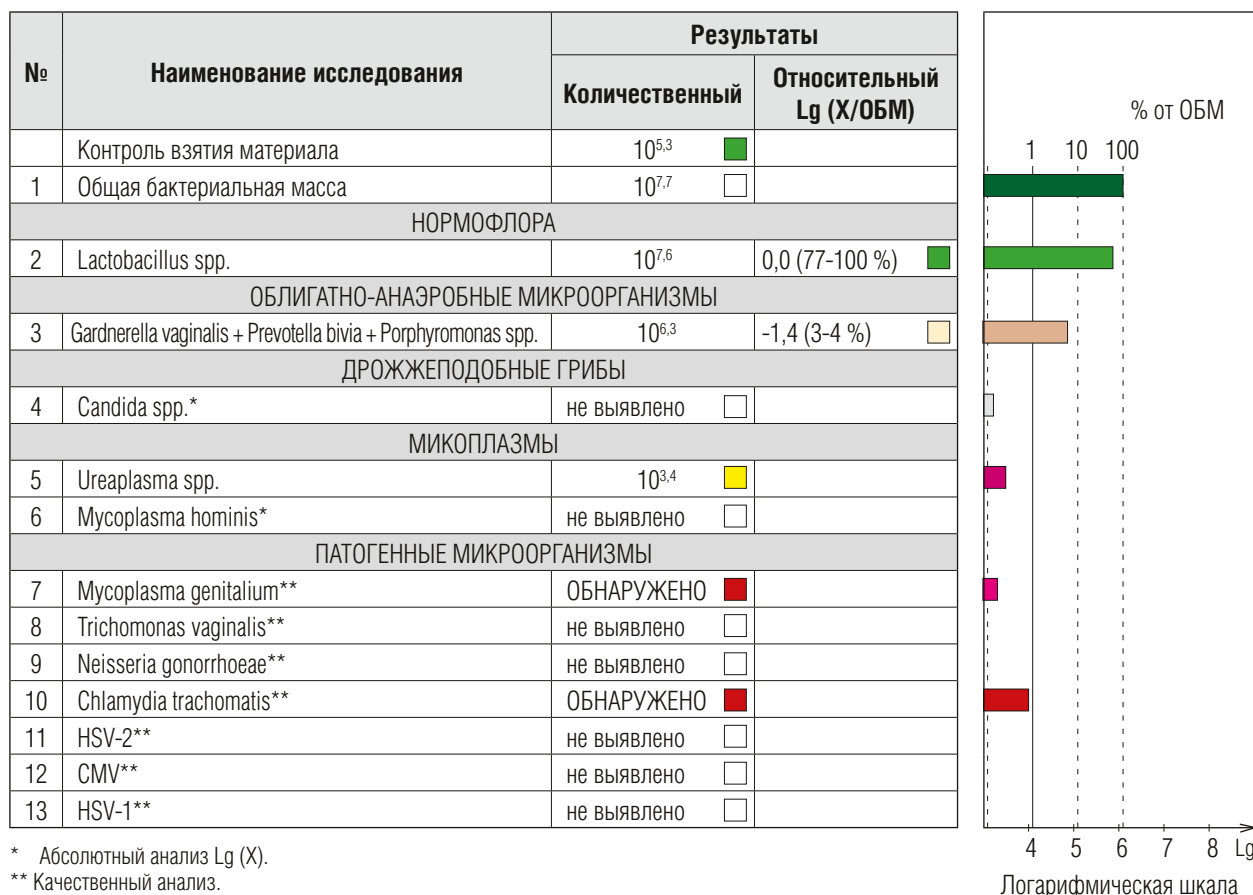 № Наименование исследования Результаты
Количественный Относительный Lg (X/ОБМ)
% от ОБМ
Контроль взятия материала 10^5,3
1 10 100
1 Общая бактериальная масса 10^7,7
НОРМОФЛОРА
2 Lactobacillus spp. 10^7,6 0,0 (77-100 %)
ОБЛИГАТНО-АНАЭРОБНЫЕ МИКРООРГАНИЗМЫ
3 Gardnerella vaginalis + Prevotella bivia + Porphyromonas spp. 10^6,3 -1,4 (3-4 %)
ДРОЖЖЕПОДОБНЫЕ ГРИБЫ
4 Candida spp.* не выявлено
МИКОПЛАЗМЫ
5 Ureaplasma spp. 10^3,4
6 Mycoplasma hominis* не выявлено
ПАТОГЕННЫЕ МИКРООРГАНИЗМЫ
7 Mycoplasma genitalium** ОБНАРУЖЕНО
8 Trichomonas vaginalis** не выявлено
9 Neisseria gonorrhoeae** не выявлено
10 Chlamydia trachomatis** ОБНАРУЖЕНО
11 HSV-2** не выявлено
12 CMV** не выявлено
13 HSV-1** не выявлено
4 5 6 7 8 Lg
Логарифмическая шкала
* Абсолютный анализ Lg (X).
** Качественный анализ.